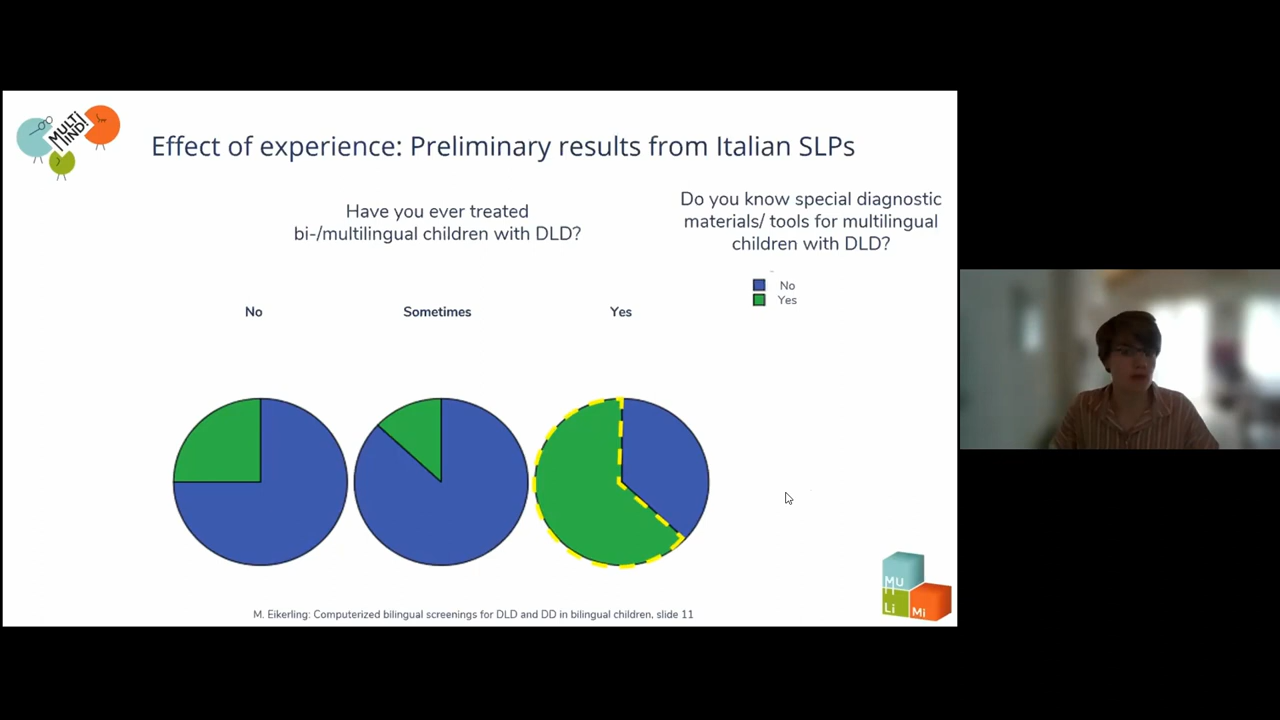 MULTI
MIND!
Effect of experience: Preliminary results from Italian SLPs
Have you ever treated
bi-/multilingual children with DLD?
Do you know special diagnostic
materials/ tools for multilingual
children with DLD?
No
Yes
No
Sometimes
Yes
MU
lti
Li
Mi
M. Eikerling: Computerized bilingual screenings for DLD and DD in bilingual children, slide 11